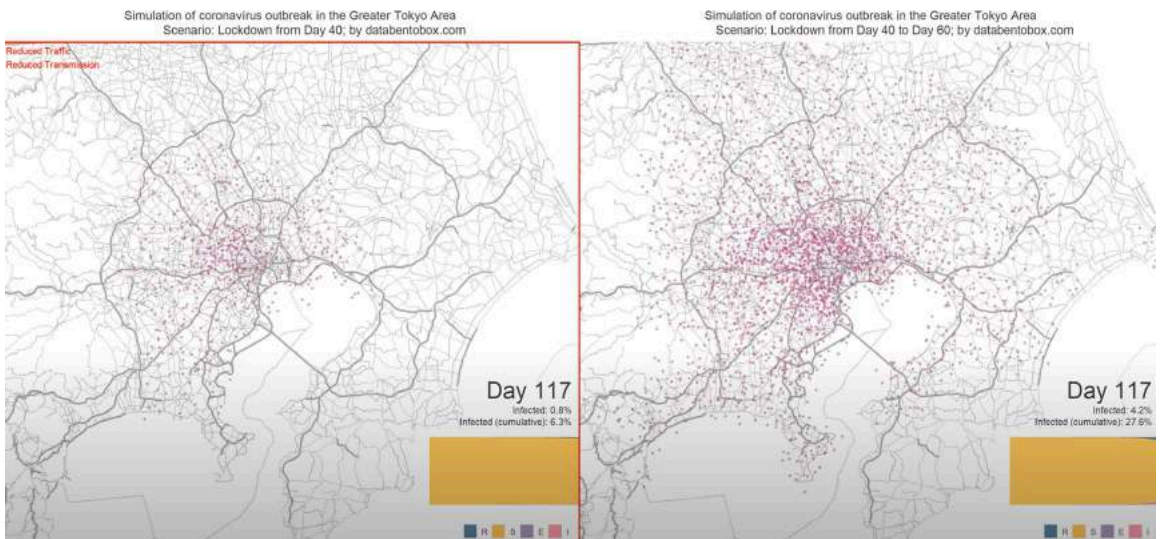 Simulation of coronavirus outbreak in the Greater Tokyo Area
Scenario: Lockdown from Day 40; by databentobox.com
Reduced Traffic
Reduced Transmission
Day 117
Infected: 0.8%
Infected (cumulative): 6.3%
R S E I
Simulation of coronavirus outbreak in the Greater Tokyo Area
Scenario: Lockdown from Day 40 to Day 60; by databentobox.com
Day 117
Infected: 4.2%
Infected (cumulative): 27.6%
R S E I